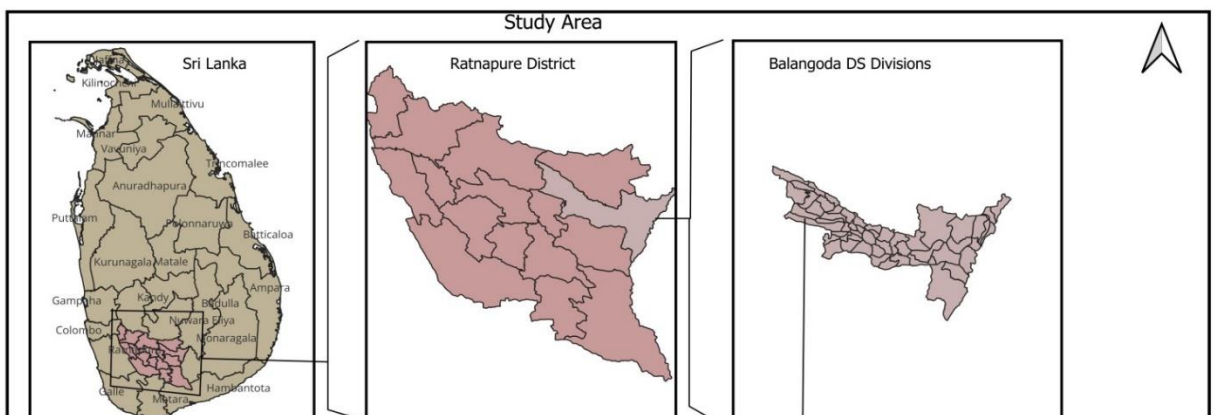 Study Area
Sri Lanka
Ratnapure District
Balangoda DS Divisions
Kilinochchi
Mullaittivu
Mannar
Vavuniya
Trincomalee
Anuradhapura
Puttalam
Polonnaruwa
Batticaloa
Kurunagala
Matale
Ampara
Gampaha
Kandy
Badulla
Nuwara Eliya
Colombo
Monaragala
Hambantota
Galle
Matara